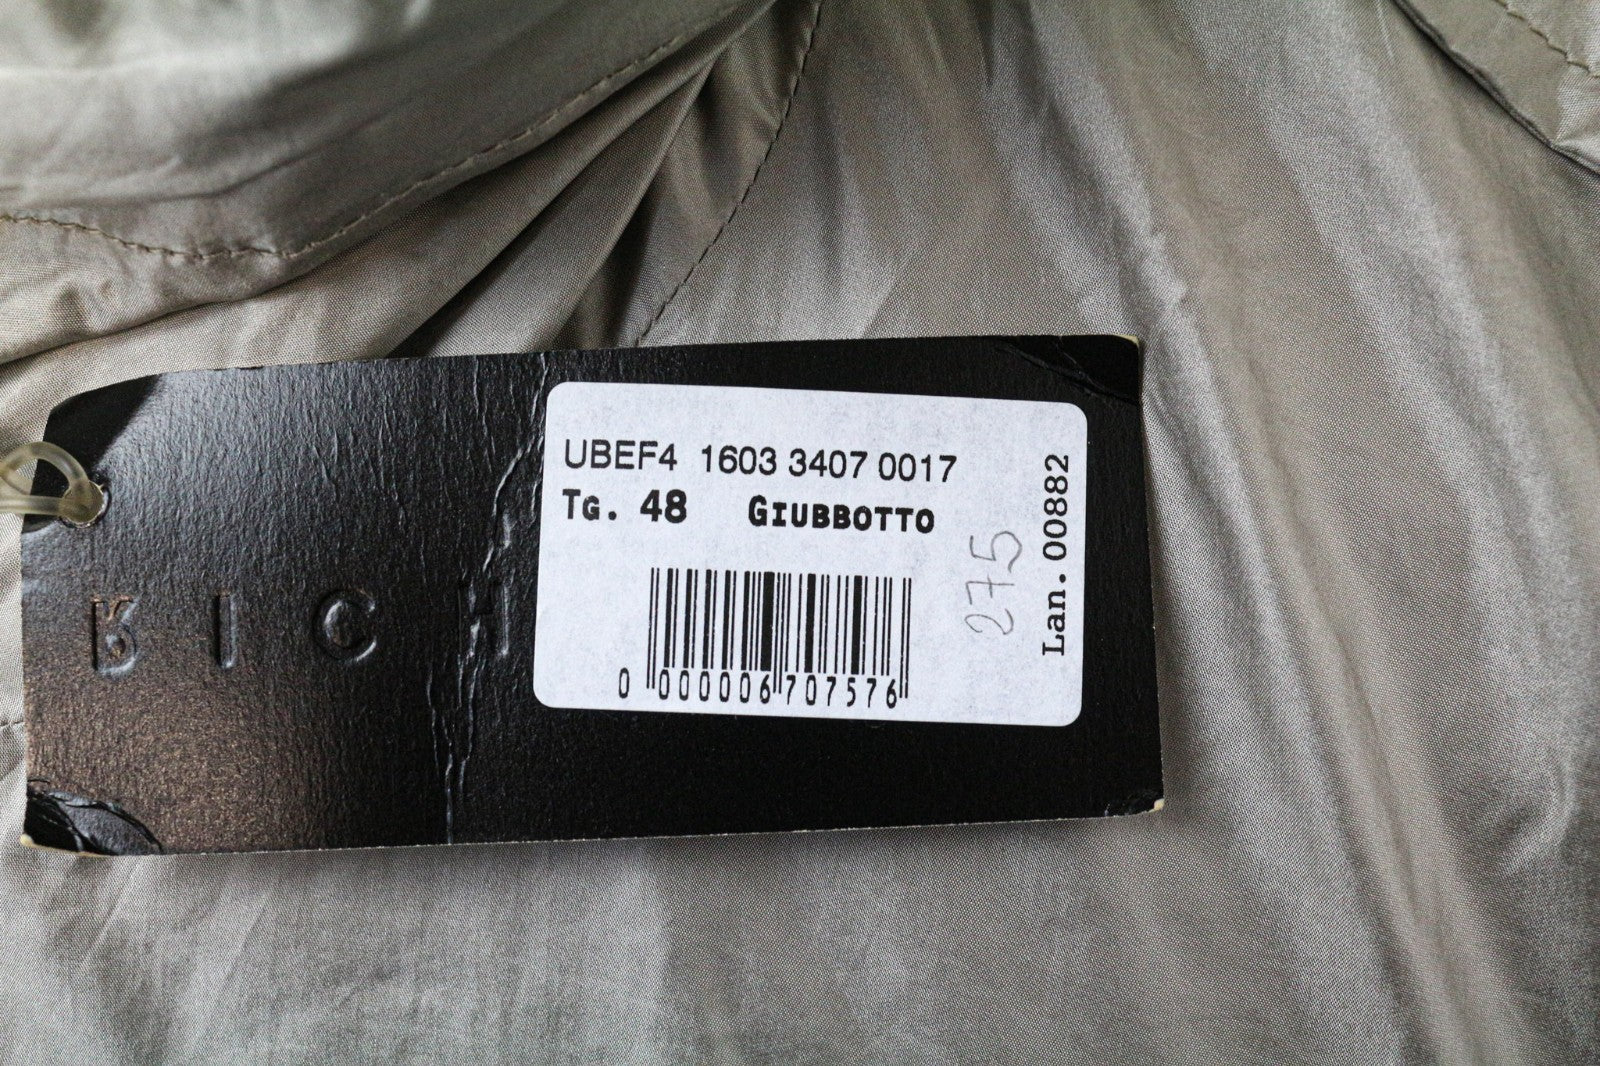 UBEF4 1603 3407 0017
TG. 48 GIUBBOTTO
275
Lan. 00882
RICH
0 000006 707576